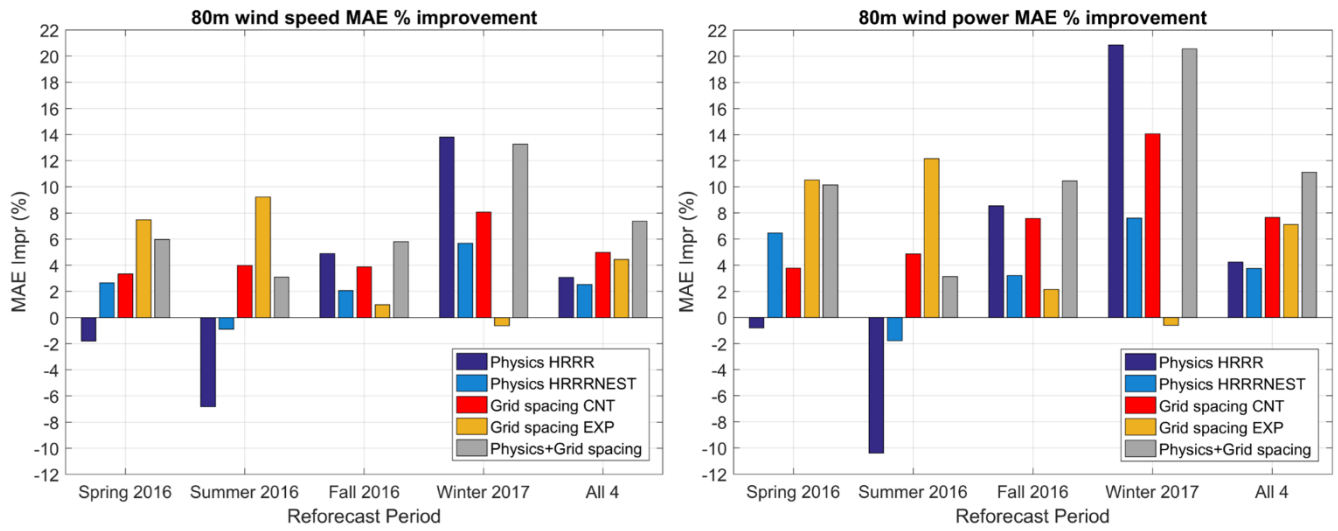 80m wind speed MAE % improvement
MAE Impr (%)
22
20
18
16
14
12
10
8
6
4
2
0
-2
-4
-6
-8
-10
-12
Physics HRRR
Physics HRRRNEST
Grid spacing CNT
Grid spacing EXP
Physics+Grid spacing
Spring 2016 Summer 2016 Fall 2016 Winter 2017 All 4
Reforecast Period
80m wind power MAE % improvement
MAE Impr (%)
22
20
18
16
14
12
10
8
6
4
2
0
-2
-4
-6
-8
-10
-12
Physics HRRR
Physics HRRRNEST
Grid spacing CNT
Grid spacing EXP
Physics+Grid spacing
Spring 2016 Summer 2016 Fall 2016 Winter 2017 All 4
Reforecast Period